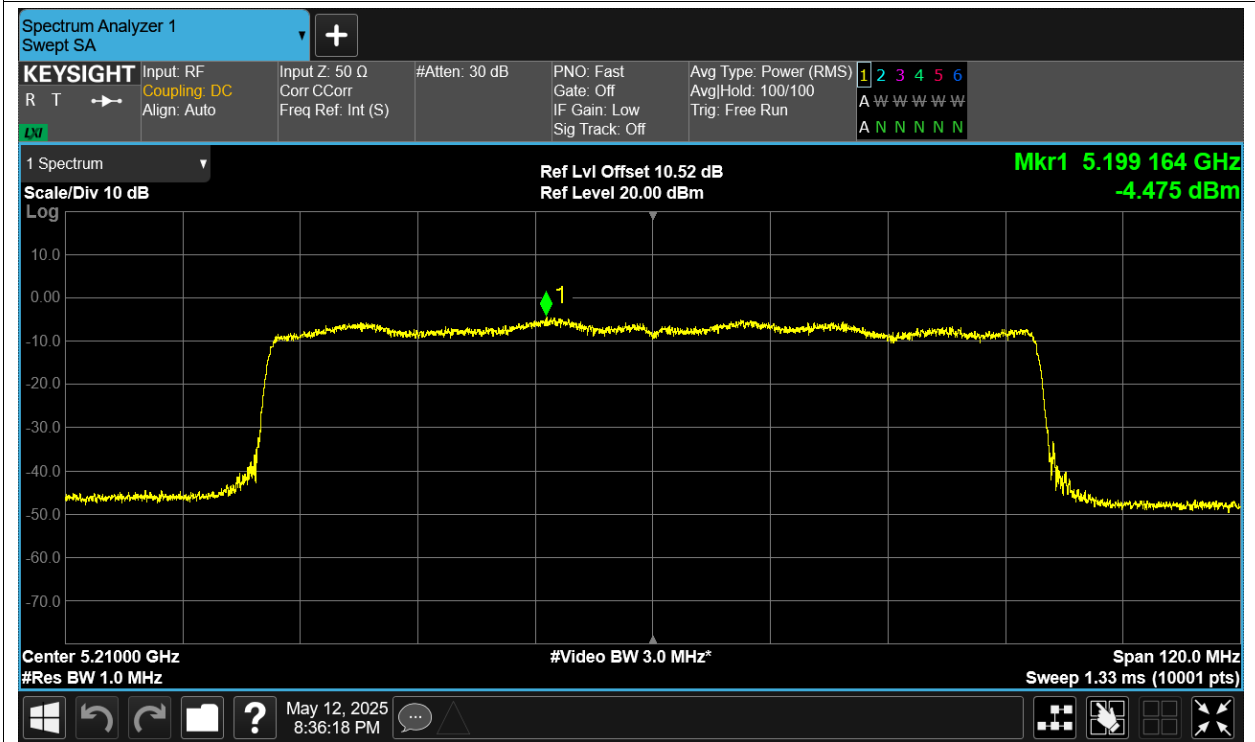 Spectrum Analyzer 1
Swept SA
+
KEYSIGHT
R T
LXI
Input: RF
Coupling: DC
Align: Auto
Input Z: 50 Ω
Corr CCorr
Freq Ref: Int (S)
#Atten: 30 dB
PNO: Fast
Gate: Off
IF Gain: Low
Sig Track: Off
Avg Type: Power (RMS)
Avg|Hold: 100/100
Trig: Free Run
1 2 3 4 5 6
A W W W W W
A N N N N N
1 Spectrum
Scale/Div 10 dB
Log
Ref Lvl Offset 10.52 dB
Ref Level 20.00 dBm
Mkr1 5.199 164 GHz
-4.475 dBm
10.0
0.00
-10.0
-20.0
-30.0
-40.0
-50.0
-60.0
-70.0
1
Center 5.21000 GHz
#Res BW 1.0 MHz
#Video BW 3.0 MHz*
Span 120.0 MHz
Sweep 1.33 ms (10001 pts)
?
May 12, 2025
8:36:18 PM